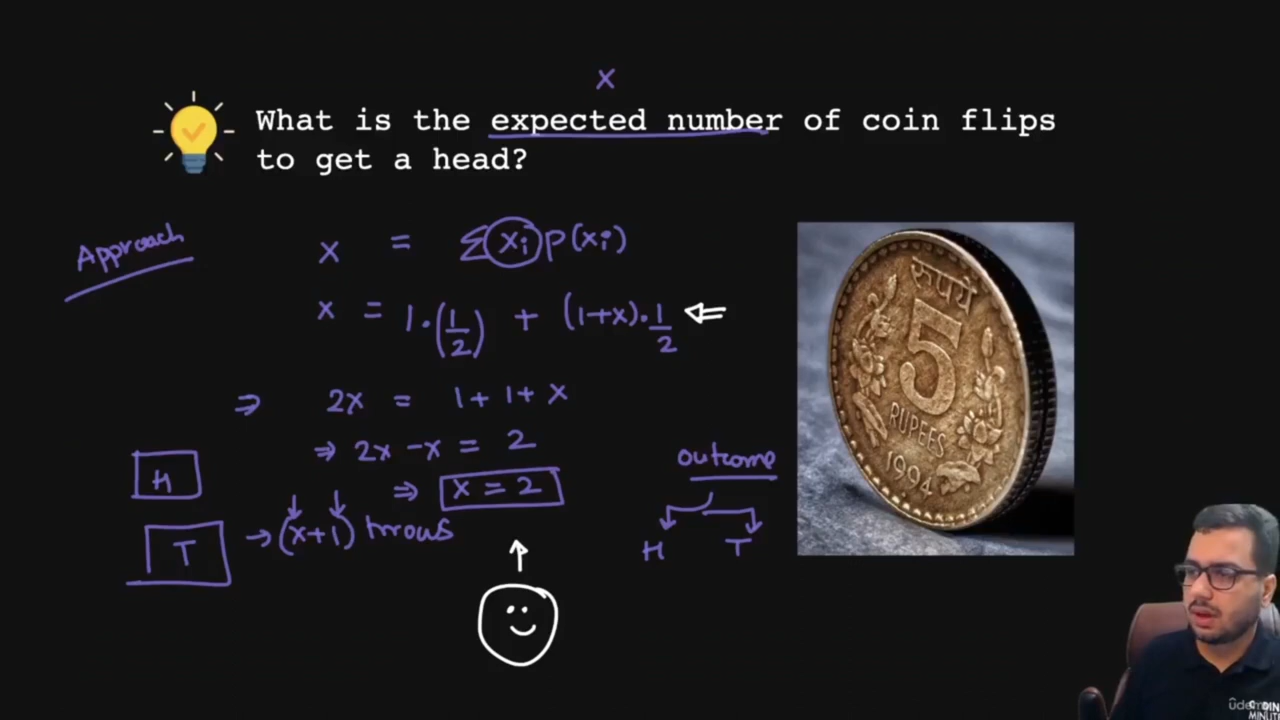 x
What is the expected number of coin flips
to get a head?
Approach
x = Σ xi p(xi)
x = 1·(1/2) + (1+x)·1/2 ⇐
⇒ 2x = 1 + 1 + x
⇒ 2x - x = 2
⇒ x = 2
H
T → (x+1) throws
outcome
H T
रूपये
5
RUPEES
1994